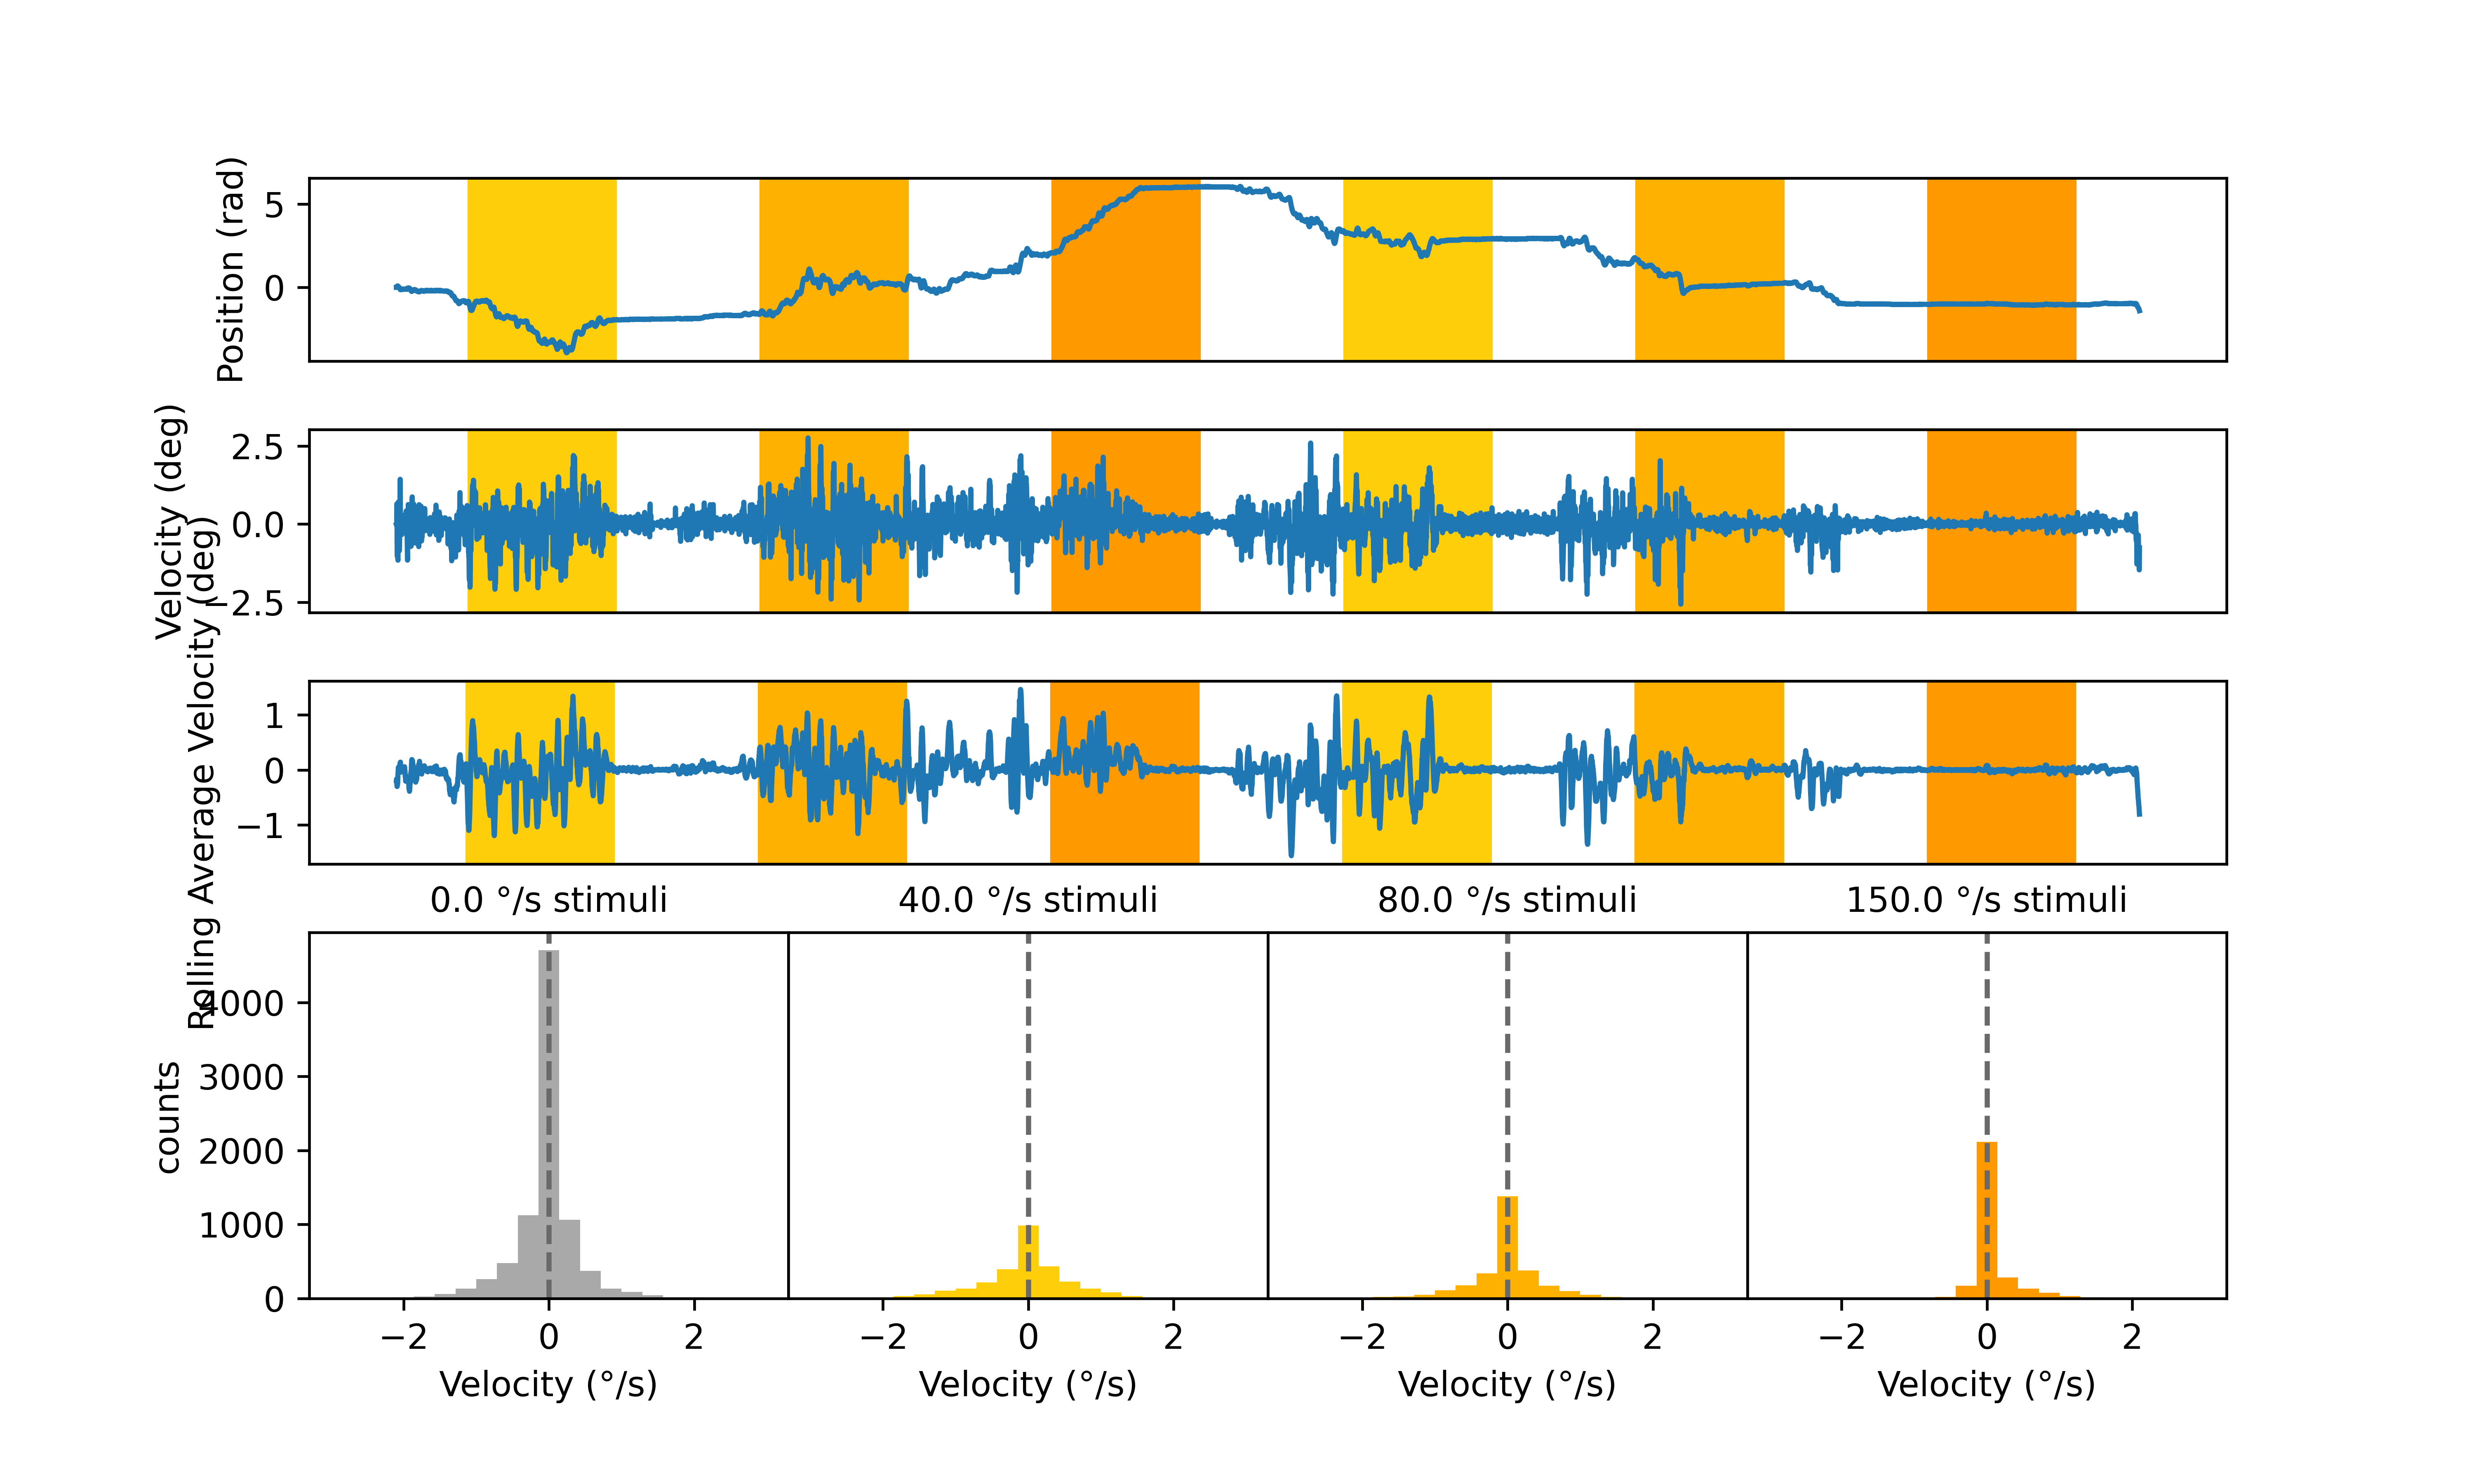 Position (rad)
5
0
Velocity (deg)
2.5
0.0
−2.5
Rolling Average Velocity (deg)
1
0
−1
0.0 °/s stimuli
40.0 °/s stimuli
80.0 °/s stimuli
150.0 °/s stimuli
counts
4000
3000
2000
1000
0
−2 0 2
−2 0 2
−2 0 2
−2 0 2
Velocity (°/s)
Velocity (°/s)
Velocity (°/s)
Velocity (°/s)